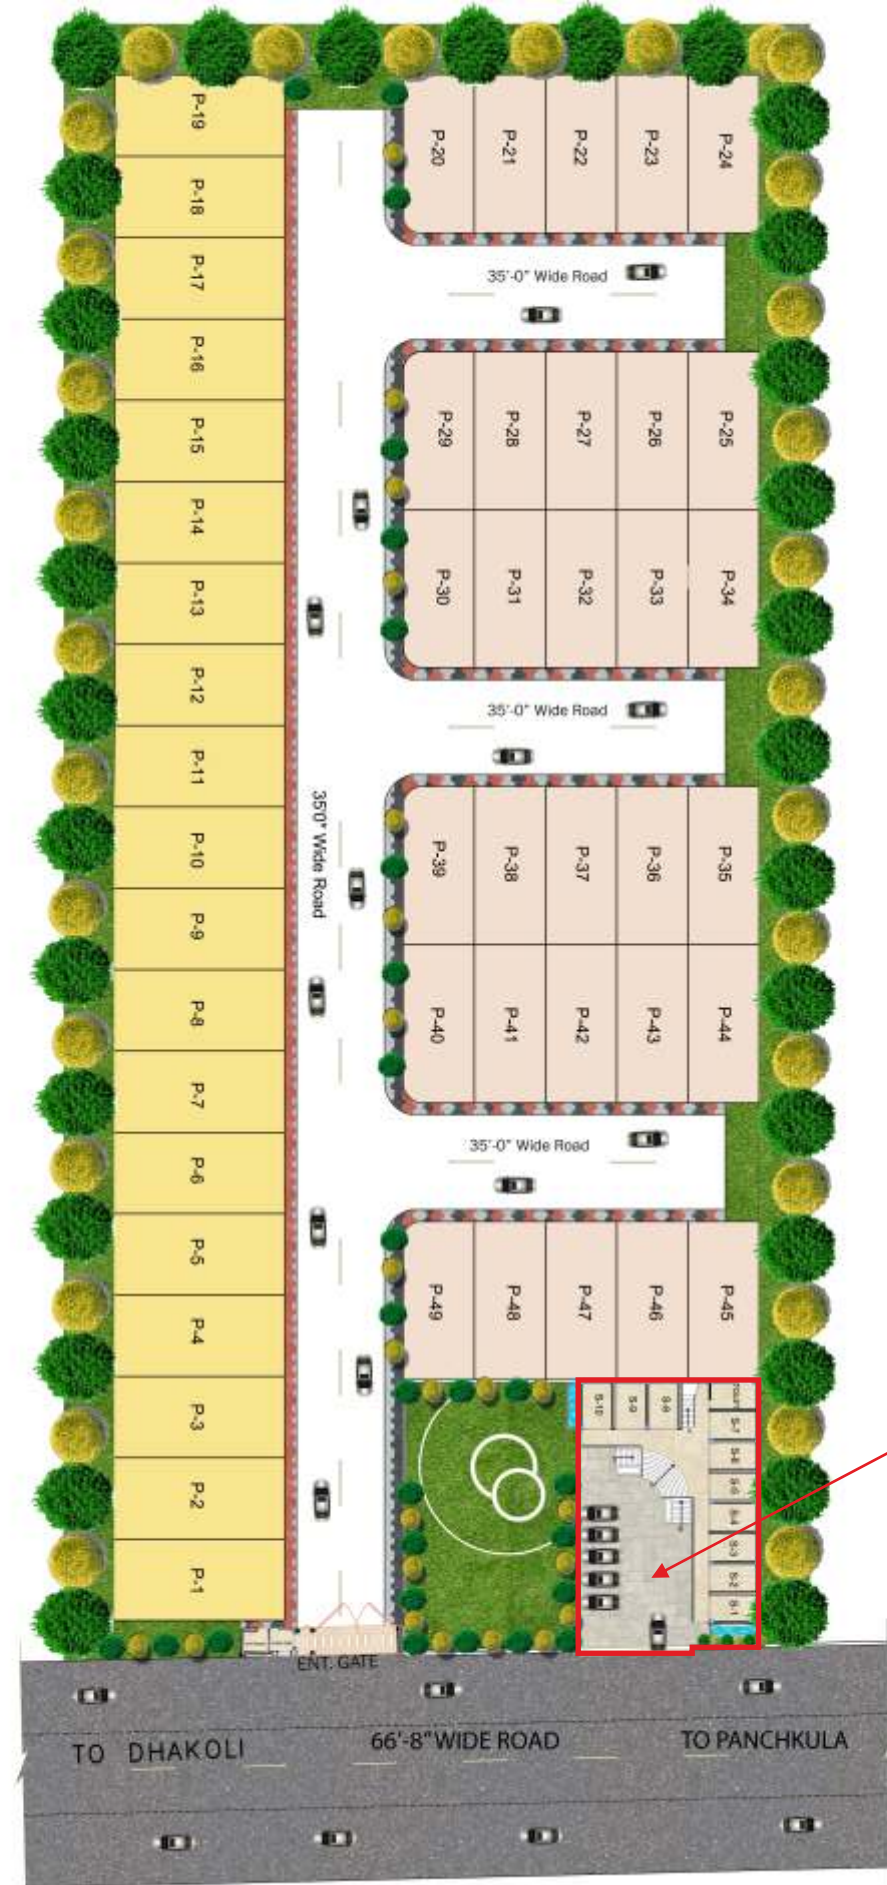 P-19
P-18
P-17
P-16
P-15
P-14
P-13
P-12
P-11
P-10
P-9
P-8
P-7
P-6
P-5
P-4
P-3
P-2
P-1
35'0" Wide Road
P-20
P-21
P-22
P-23
P-24
35'-0" Wide Road
P-29
P-28
P-27
P-26
P-25
P-30
P-31
P-32
P-33
P-34
35'-0" Wide Road
P-39
P-38
P-37
P-36
P-35
P-40
P-41
P-42
P-43
P-44
35'-0" Wide Road
P-49
P-48
P-47
P-46
P-45
S-10
S-9
S-8
S-7
S-6
S-5
S-4
S-3
S-2
S-1
ENT. GATE
TO DHAKOLI
66'-8" WIDE ROAD
TO PANCHKULA